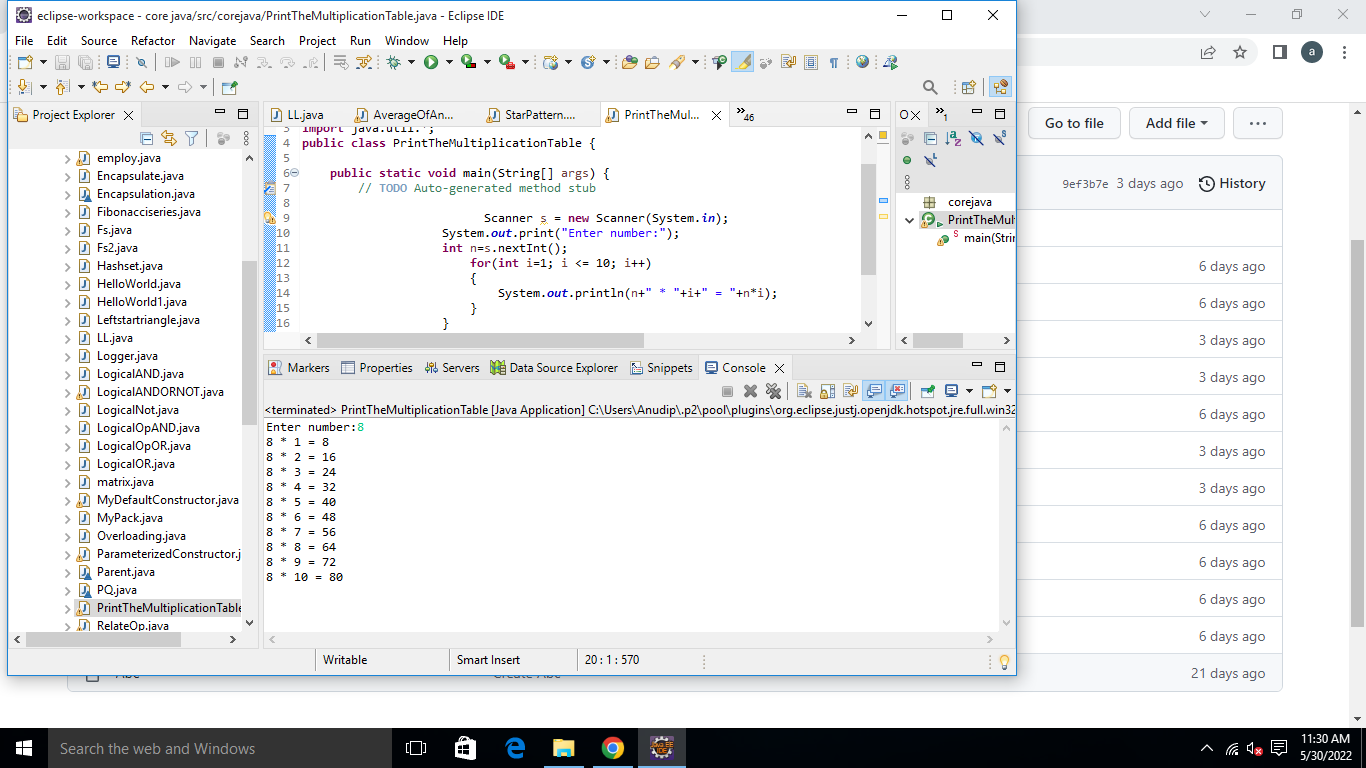 eclipse-workspace - core java/src/corejava/PrintTheMultiplicationTable.java - Eclipse IDE
File Edit Source Refactor Navigate Search Project Run Window Help
Project Explorer
employ.java
Encapsulate.java
Encapsulation.java
Fibonacciseries.java
Fs.java
Fs2.java
Hashset.java
HelloWorld.java
HelloWorld1.java
Leftstartriangle.java
LL.java
Logger.java
LogicalAND.java
LogicalANDORNOT.java
LogicalNot.java
LogicalOpAND.java
LogicalOpOR.java
LogicalOR.java
matrix.java
MyDefaultConstructor.java
MyPack.java
Overloading.java
ParameterizedConstructor.j
Parent.java
PQ.java
PrintTheMultiplicationTable
RelateOp.java
LL.java AverageOfAn... StarPattern.... PrintTheMul... »46
3 import java.util.*;
4 public class PrintTheMultiplicationTable {
5
6 public static void main(String[] args) {
7 // TODO Auto-generated method stub
8
9 Scanner s = new Scanner(System.in);
10 System.out.print("Enter number:");
11 int n=s.nextInt();
12 for(int i=1; i <= 10; i++)
13 {
14 System.out.println(n+" * "+i+" = "+n*i);
15 }
16 }
O »1
corejava
PrintTheMul
main(Strin
Markers Properties Servers Data Source Explorer Snippets Console
<terminated> PrintTheMultiplicationTable [Java Application] C:\Users\Anudip\.p2\pool\plugins\org.eclipse.justj.openjdk.hotspot.jre.full.win32
Enter number:8
8 * 1 = 8
8 * 2 = 16
8 * 3 = 24
8 * 4 = 32
8 * 5 = 40
8 * 6 = 48
8 * 7 = 56
8 * 8 = 64
8 * 9 = 72
8 * 10 = 80
Writable Smart Insert 20 : 1 : 570
a
Go to file Add file ...
9ef3b7e 3 days ago History
6 days ago
6 days ago
3 days ago
3 days ago
6 days ago
3 days ago
3 days ago
6 days ago
6 days ago
6 days ago
6 days ago
Abc Create Abc 21 days ago
Search the web and Windows
11:30 AM
5/30/2022